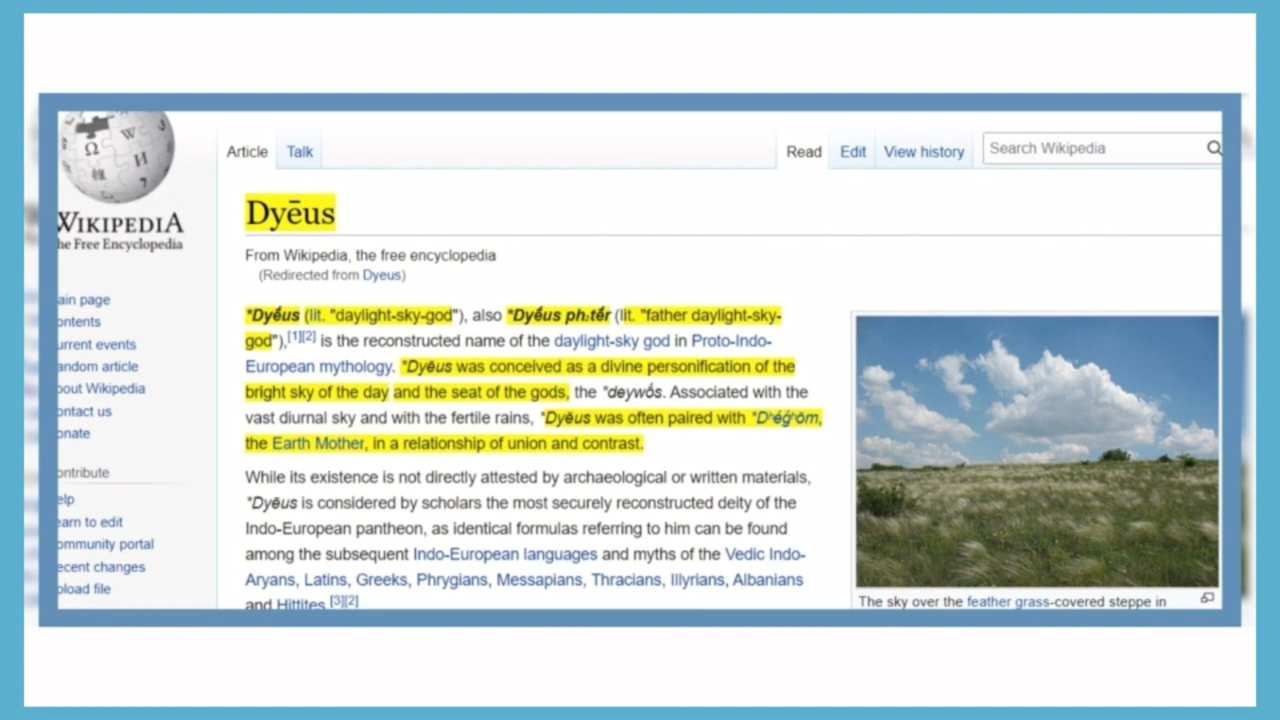 Article
Talk
Read
Edit
View history
Search Wikipedia
WIKIPEDIA
he Free Encyclopedia
ain page
ontents
urrent events
andom article
bout Wikipedia
ontact us
onate
ontribute
elp
earn to edit
ommunity portal
ecent changes
pload file
Dyēus
From Wikipedia, the free encyclopedia
(Redirected from Dyeus)
*Dyḗus (lit. "daylight-sky-god"), also *Dyḗus ph₂tḗr (lit. "father daylight-sky-
god"),[1][2] is the reconstructed name of the daylight-sky god in Proto-Indo-
European mythology. *Dyēus was conceived as a divine personification of the
bright sky of the day and the seat of the gods, the *deywṓs. Associated with the
vast diurnal sky and with the fertile rains, *Dyēus was often paired with *Dʰéǵʰōm,
the Earth Mother, in a relationship of union and contrast.
While its existence is not directly attested by archaeological or written materials,
*Dyēus is considered by scholars the most securely reconstructed deity of the
Indo-European pantheon, as identical formulas referring to him can be found
among the subsequent Indo-European languages and myths of the Vedic Indo-
Aryans, Latins, Greeks, Phrygians, Messapians, Thracians, Illyrians, Albanians
and Hittites.[3][2]
The sky over the feather grass-covered steppe in